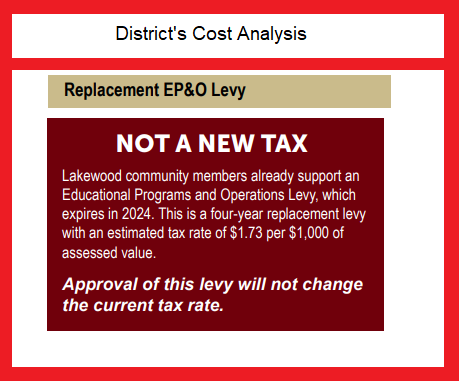 District's Cost Analysis
Replacement EP&O Levy
NOT A NEW TAX
Lakewood community members already support an
Educational Programs and Operations Levy, which
expires in 2024. This is a four-year replacement levy
with an estimated tax rate of $1.73 per $1,000 of
assessed value.
Approval of this levy will not change
the current tax rate.